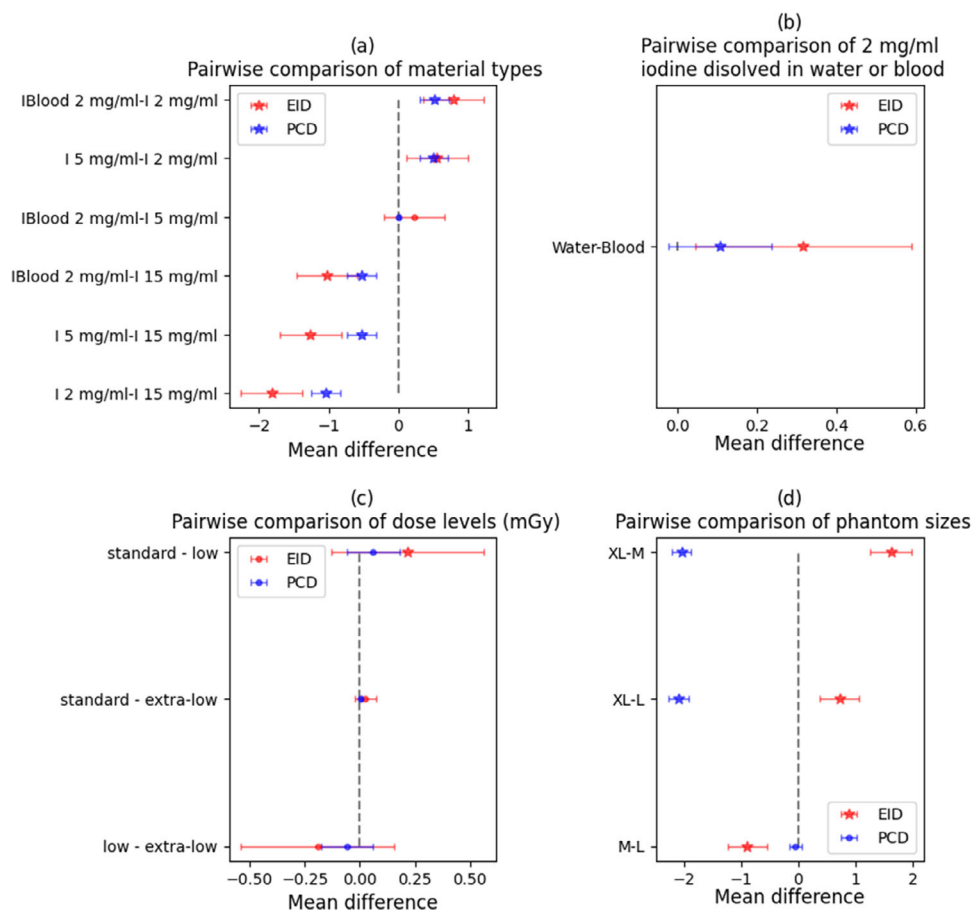 (a)
Pairwise comparison of material types
IBlood 2 mg/ml-I 2 mg/ml
I 5 mg/ml-I 2 mg/ml
IBlood 2 mg/ml-I 5 mg/ml
IBlood 2 mg/ml-I 15 mg/ml
I 5 mg/ml-I 15 mg/ml
I 2 mg/ml-I 15 mg/ml
EID
PCD
−2 −1 0 1
Mean difference
(b)
Pairwise comparison of 2 mg/ml
iodine disolved in water or blood
EID
PCD
Water-Blood
0.0 0.2 0.4 0.6
Mean difference
(c)
Pairwise comparison of dose levels (mGy)
standard - low
EID
PCD
standard - extra-low
low - extra-low
−0.50 −0.25 0.00 0.25 0.50
Mean difference
(d)
Pairwise comparison of phantom sizes
XL-M
XL-L
M-L
EID
PCD
−2 −1 0 1 2
Mean difference